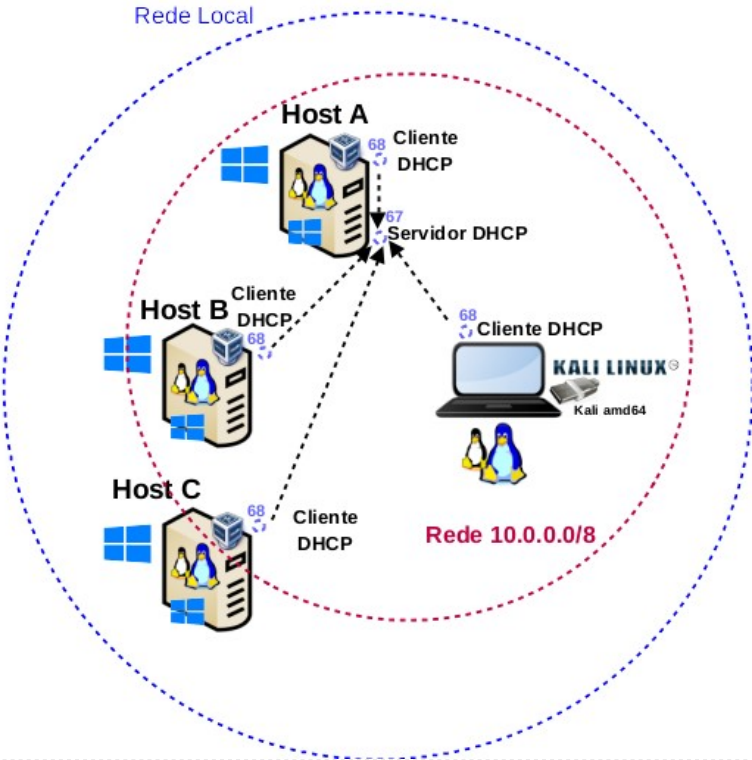 Rede Local
Host A
68
Cliente
DHCP
67
Servidor DHCP
Host B
Cliente
DHCP
68
68
Cliente DHCP
KALI LINUX
Kali amd64
Host C
68
Cliente
DHCP
Rede 10.0.0.0/8